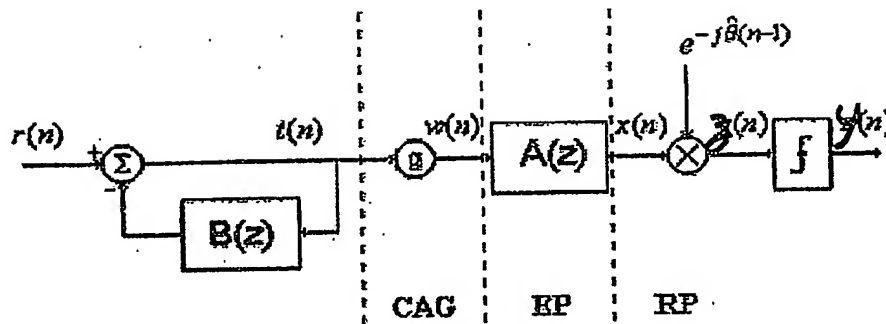 e^{-jθ̂(n-1)}
r(n)
t(n)
w(n)
x(n)
z(n)
y(n)
+
Σ
-
A(z)
B(z)
CAG
EP
RP